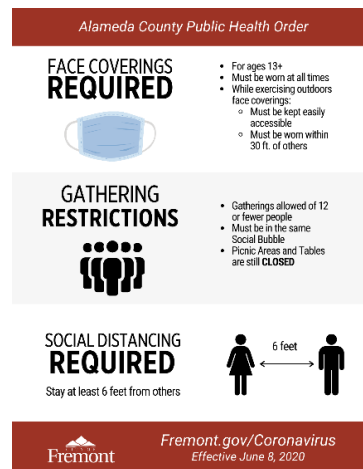 Alameda County Public Health Order
FACE COVERINGS
REQUIRED
• For ages 13+
• Must be worn at all times
• While exercising outdoors
face coverings:
○ Must be kept easily
accessible
○ Must be worn within
30 ft. of others
GATHERING
RESTRICTIONS
• Gatherings allowed of 12
or fewer people
• Must be in the same
Social Bubble
• Picnic Areas and Tables
are still CLOSED
SOCIAL DISTANCING
REQUIRED
Stay at least 6 feet from others
6 feet
Fremont
Fremont.gov/Coronavirus
Effective June 8, 2020